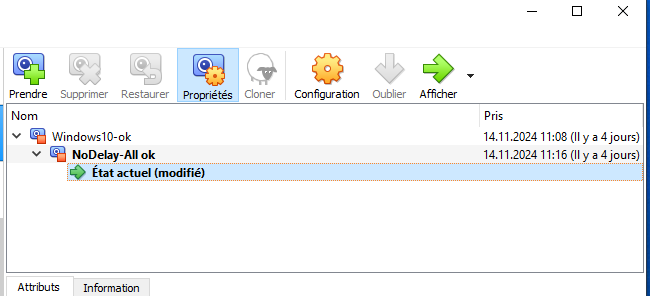 Prendre Supprimer Restaurer Propriétés Cloner Configuration Oublier Afficher
Nom Pris
Windows10-ok 14.11.2024 11:08 (Il y a 4 jours)
NoDelay-All ok 14.11.2024 11:16 (Il y a 4 jours)
État actuel (modifié)
Attributs Information